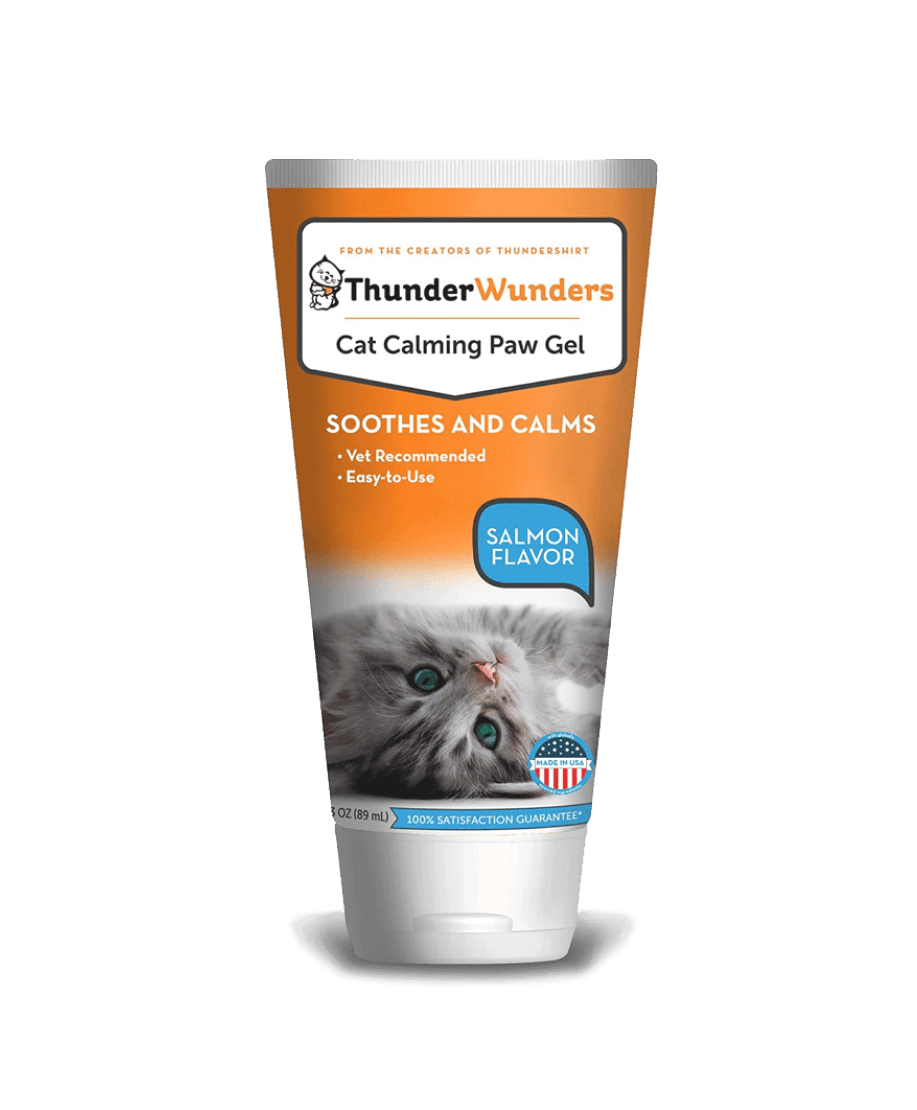 FROM THE CREATORS OF THUNDERSHIRT
ThunderWunders
Cat Calming Paw Gel
SOOTHES AND CALMS
• Vet Recommended
• Easy-to-Use
SALMON
FLAVOR
MADE IN USA
3 OZ (89 mL)
100% SATISFACTION GUARANTEE*